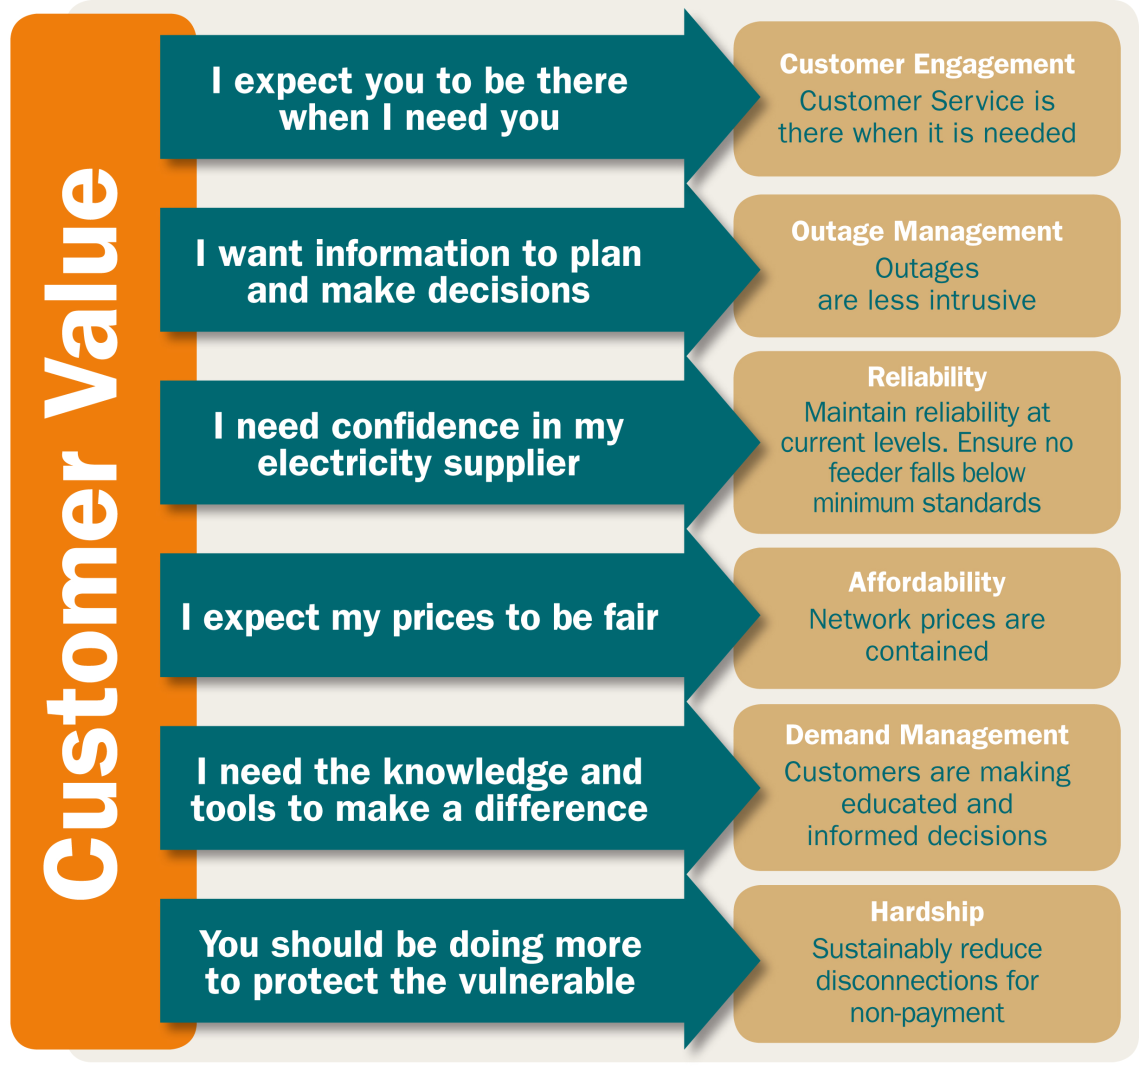 Customer Value
I expect you to be there
when I need you
Customer Engagement
Customer Service is
there when it is needed
I want information to plan
and make decisions
Outage Management
Outages
are less intrusive
I need confidence in my
electricity supplier
Reliability
Maintain reliability at
current levels. Ensure no
feeder falls below
minimum standards
I expect my prices to be fair
Affordability
Network prices are
contained
I need the knowledge and
tools to make a difference
Demand Management
Customers are making
educated and
informed decisions
You should be doing more
to protect the vulnerable
Hardship
Sustainably reduce
disconnections for
non-payment